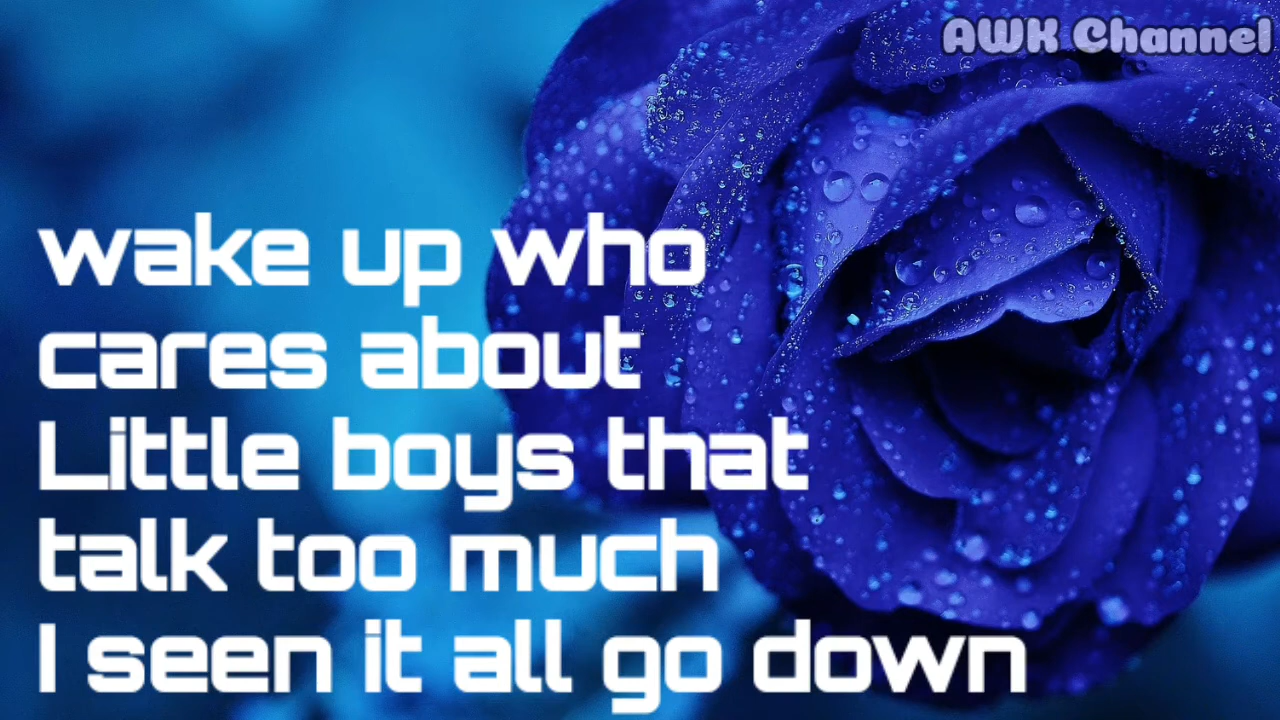 AWK Channel
wake up who
cares about
Little boys that
talk too much
I seen it all go down